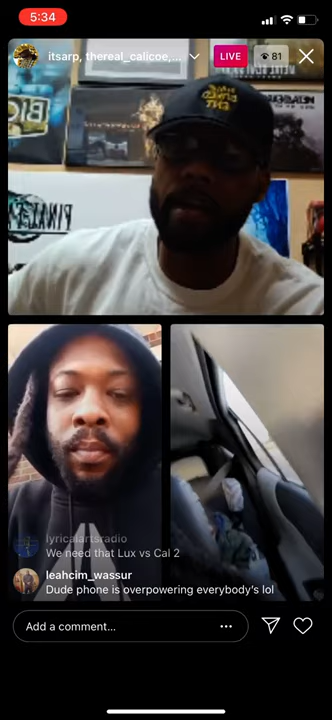 5:34
itsarp, thereal_calicoe,...
LIVE
81
FINAL
lyricalartsradio
We need that Lux vs Cal 2
leahcim_wassur
Dude phone is overpowering everybody's lol
Add a comment...